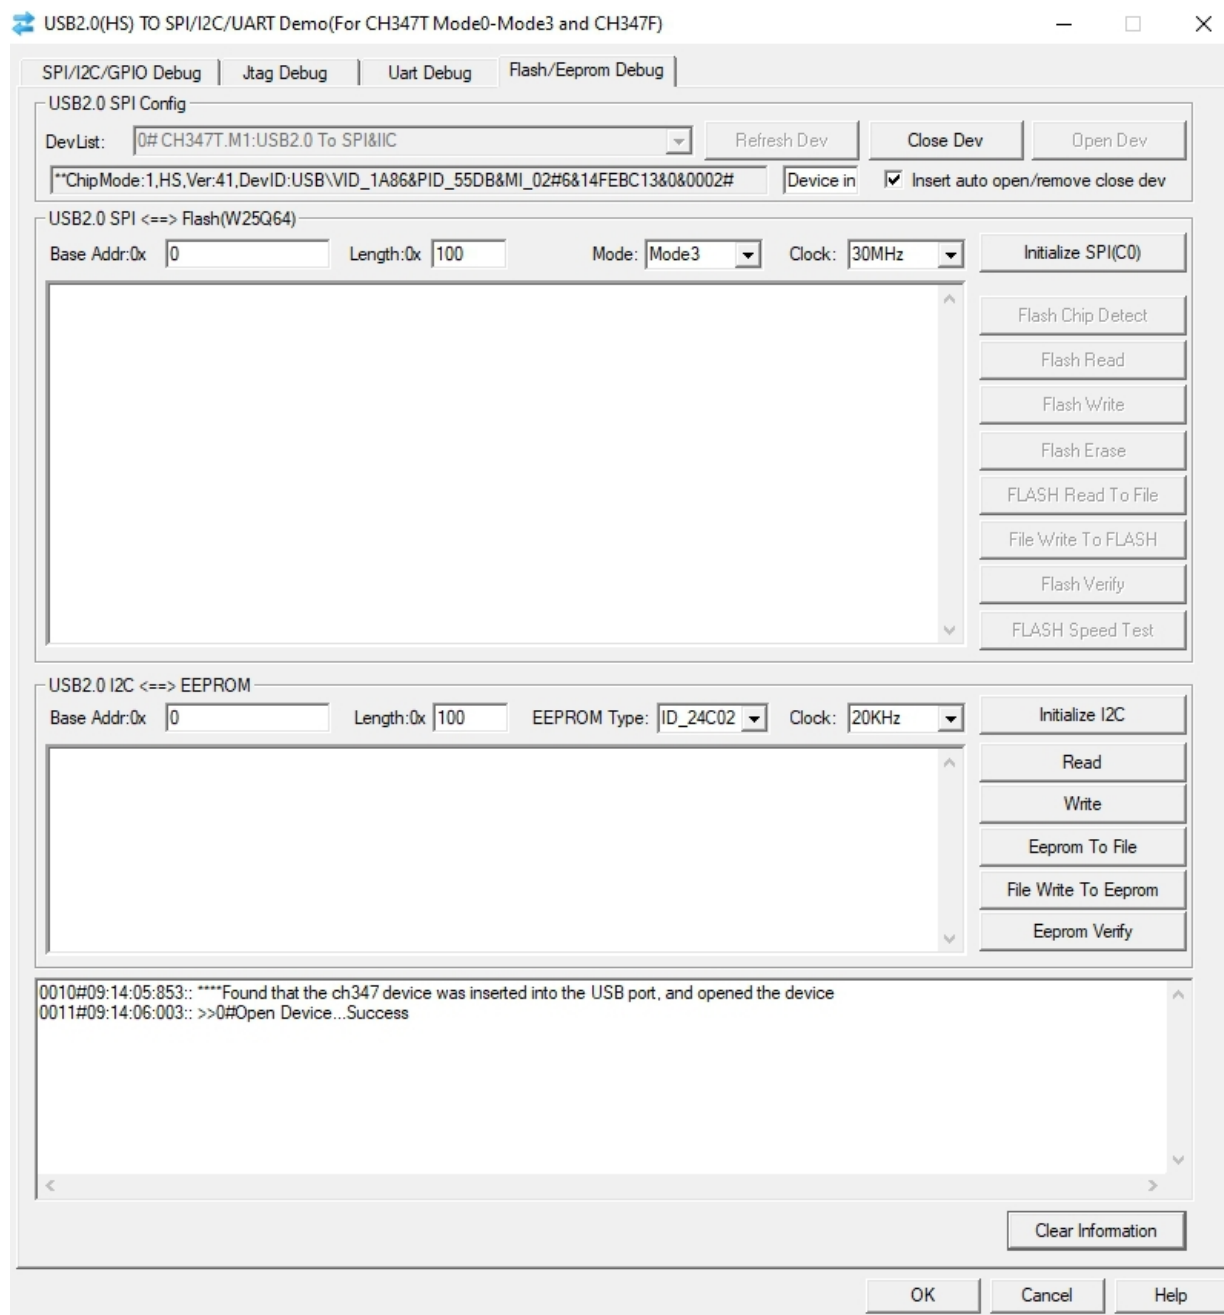 USB2.0(HS) TO SPI/I2C/UART Demo(For CH347T Mode0-Mode3 and CH347F)
SPI/I2C/GPIO Debug Jtag Debug Uart Debug Flash/Eeprom Debug
USB2.0 SPI Config
DevList: 0# CH347T.M1:USB2.0 To SPI&IIC Refresh Dev Close Dev Open Dev
**ChipMode:1,HS,Ver:41,DevID:USB\VID_1A86&PID_55DB&MI_02#6&14FEBC13&0&0002# Device in Insert auto open/remove close dev
USB2.0 SPI <==> Flash(W25Q64)
Base Addr:0x 0 Length:0x 100 Mode: Mode3 Clock: 30MHz Initialize SPI(C0)
Flash Chip Detect
Flash Read
Flash Write
Flash Erase
FLASH Read To File
File Write To FLASH
Flash Verify
FLASH Speed Test
USB2.0 I2C <==> EEPROM
Base Addr:0x 0 Length:0x 100 EEPROM Type: ID_24C02 Clock: 20KHz Initialize I2C
Read
Write
Eeprom To File
File Write To Eeprom
Eeprom Verify
0010#09:14:05:853:: ****Found that the ch347 device was inserted into the USB port, and opened the device
0011#09:14:06:003:: >>0#Open Device...Success
Clear Information
OK Cancel Help